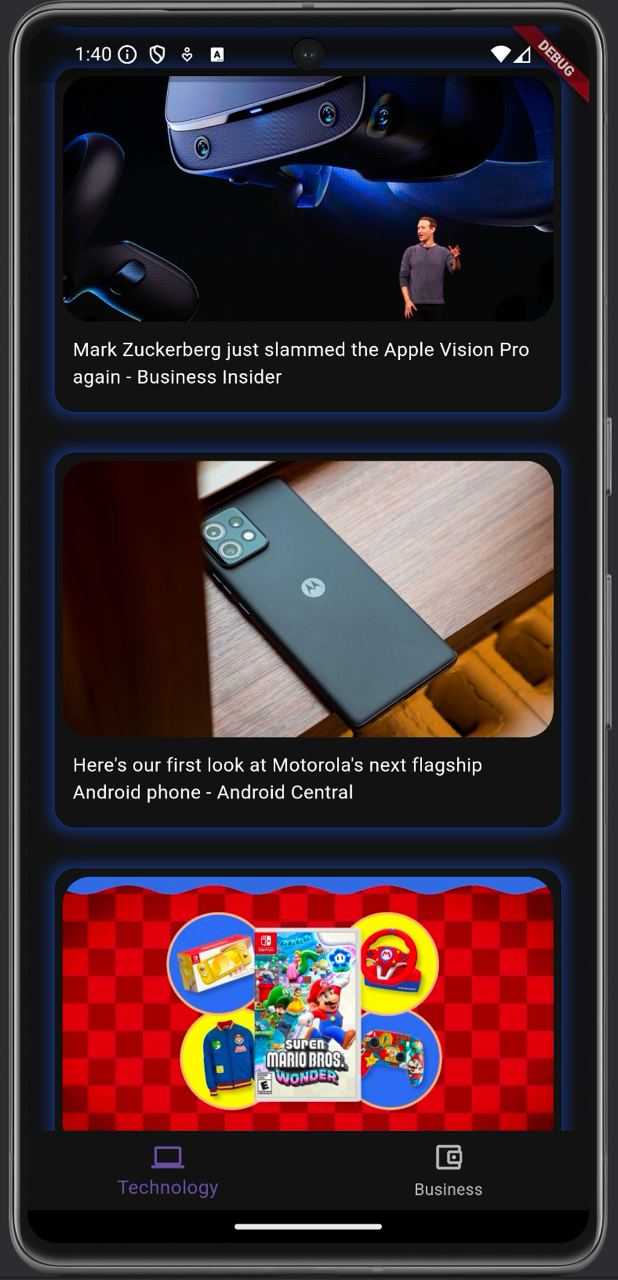 1:40
DEBUG
Mark Zuckerberg just slammed the Apple Vision Pro
again - Business Insider
Here's our first look at Motorola's next flagship
Android phone - Android Central
SUPER
MARIO BROS.
WONDER
E
Technology
Business